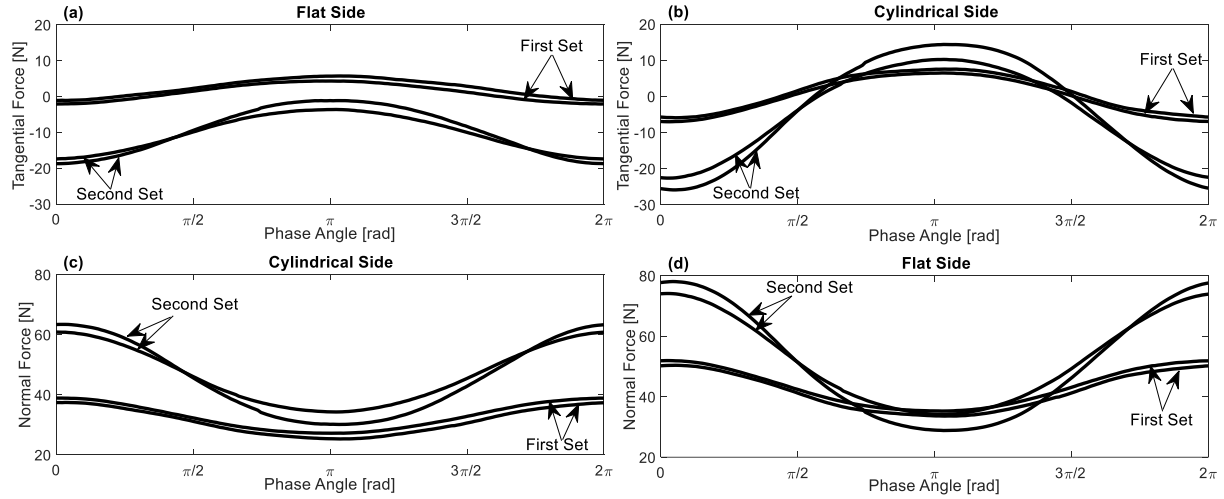 (a) Flat Side
Tangential Force [N]
20
10
0
-10
-20
-30
First Set
Second Set
0 π/2 π 3π/2 2π
Phase Angle [rad]
(b) Cylindrical Side
Tangential Force [N]
20
10
0
-10
-20
-30
First Set
Second Set
0 π/2 π 3π/2 2π
Phase Angle [rad]
(c) Cylindrical Side
Normal Force [N]
80
60
40
20
Second Set
First Set
0 π/2 π 3π/2 2π
Phase Angle [rad]
(d) Flat Side
Normal Force [N]
80
60
40
20
Second Set
First Set
0 π/2 π 3π/2 2π
Phase Angle [rad]